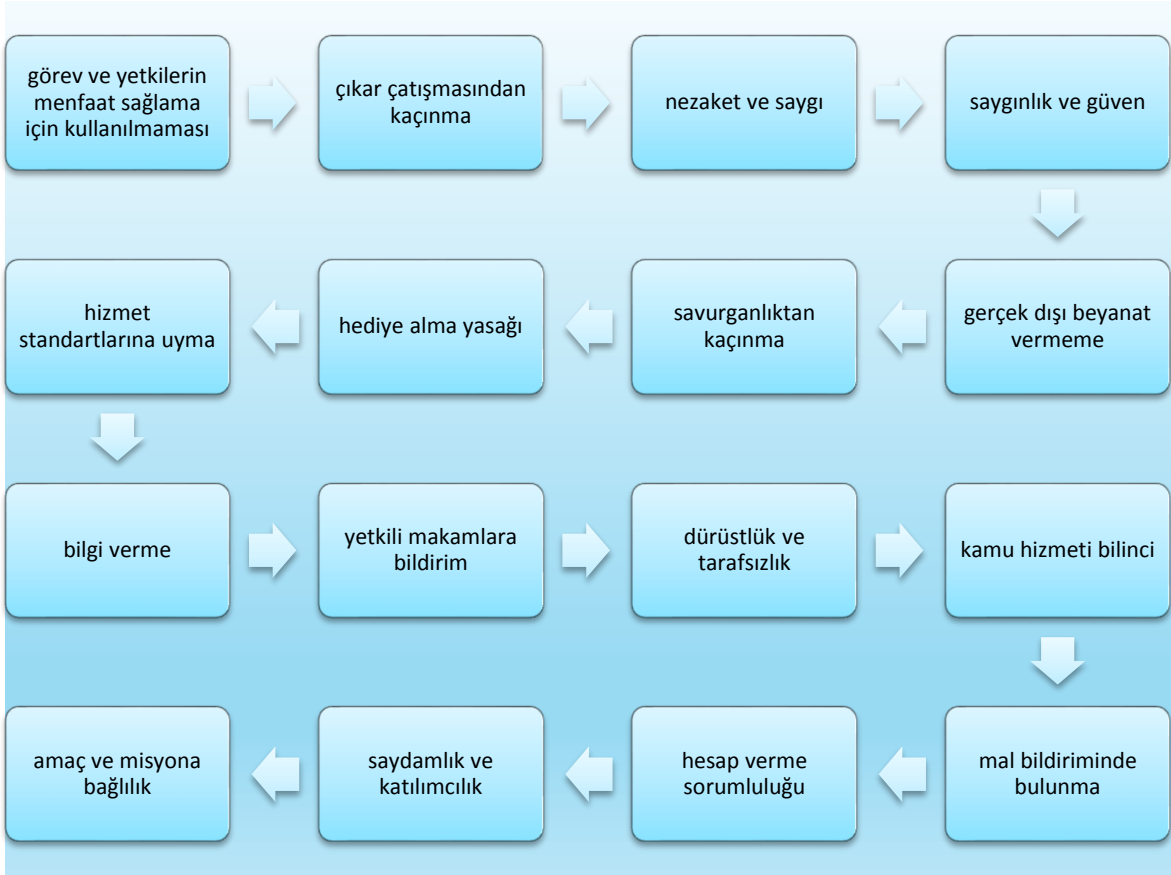 görev ve yetkilerin
menfaat sağlama
için kullanılmaması
çıkar çatışmasından
kaçınma
nezaket ve saygı
saygınlık ve güven
gerçek dışı beyanat
vermeme
savurganlıktan
kaçınma
hediye alma yasağı
hizmet
standartlarına uyma
bilgi verme
yetkili makamlara
bildirim
dürüstlük ve
tarafsızlık
kamu hizmeti bilinci
mal bildiriminde
bulunma
hesap verme
sorumluluğu
saydamlık ve
katılımcılık
amaç ve misyona
bağlılık